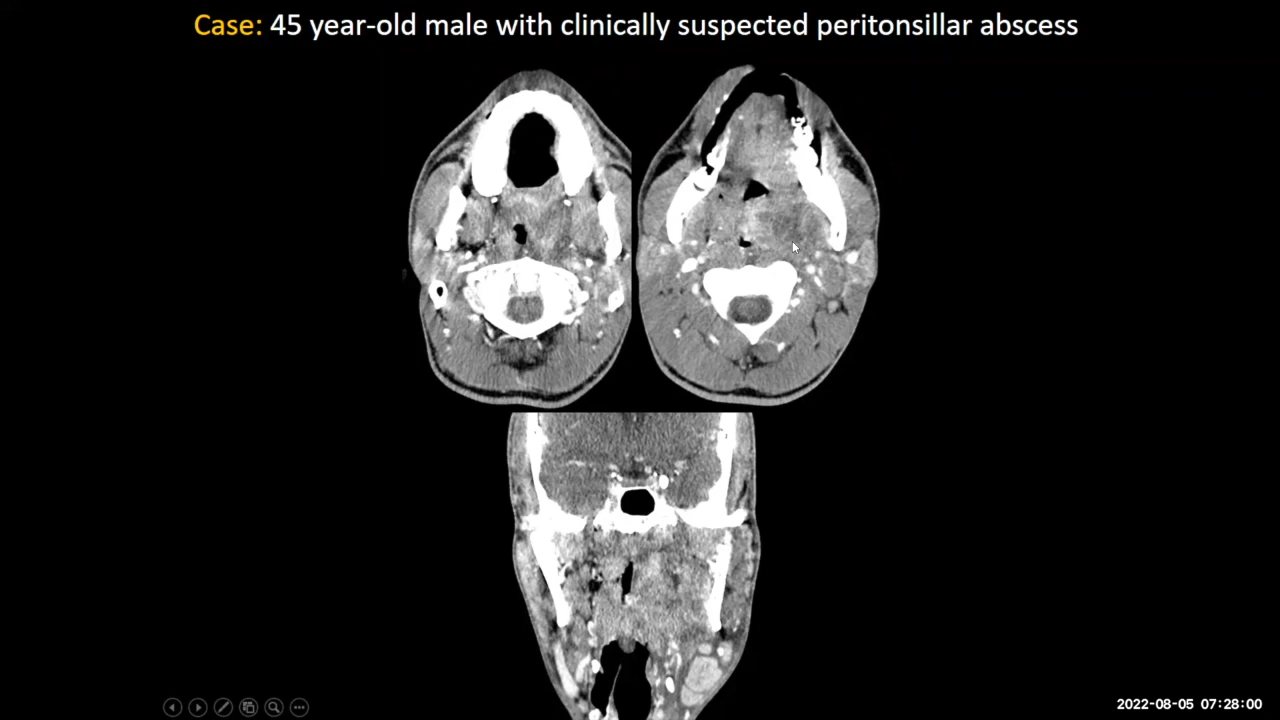 Case: 45 year-old male with clinically suspected peritonsillar abscess
2022-08-05 07:28:00